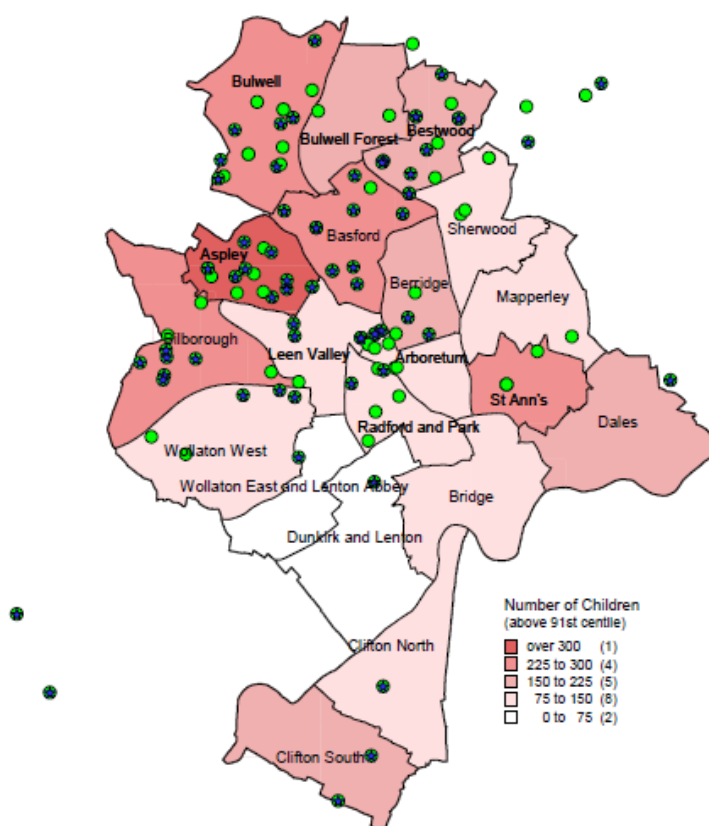 Bulwell
Bulwell Forest
Bestwood
Basford
Sherwood
Aspley
Berridge
Mapperley
Bilborough
Leen Valley
Arboretum
St Ann's
Dales
Radford and Park
Wollaton West
Wollaton East and Lenton Abbey
Bridge
Dunkirk and Lenton
Number of Children
(above 91st centile)
over 300 (1)
225 to 300 (4)
150 to 225 (5)
75 to 150 (8)
0 to 75 (2)
Clifton North
Clifton South